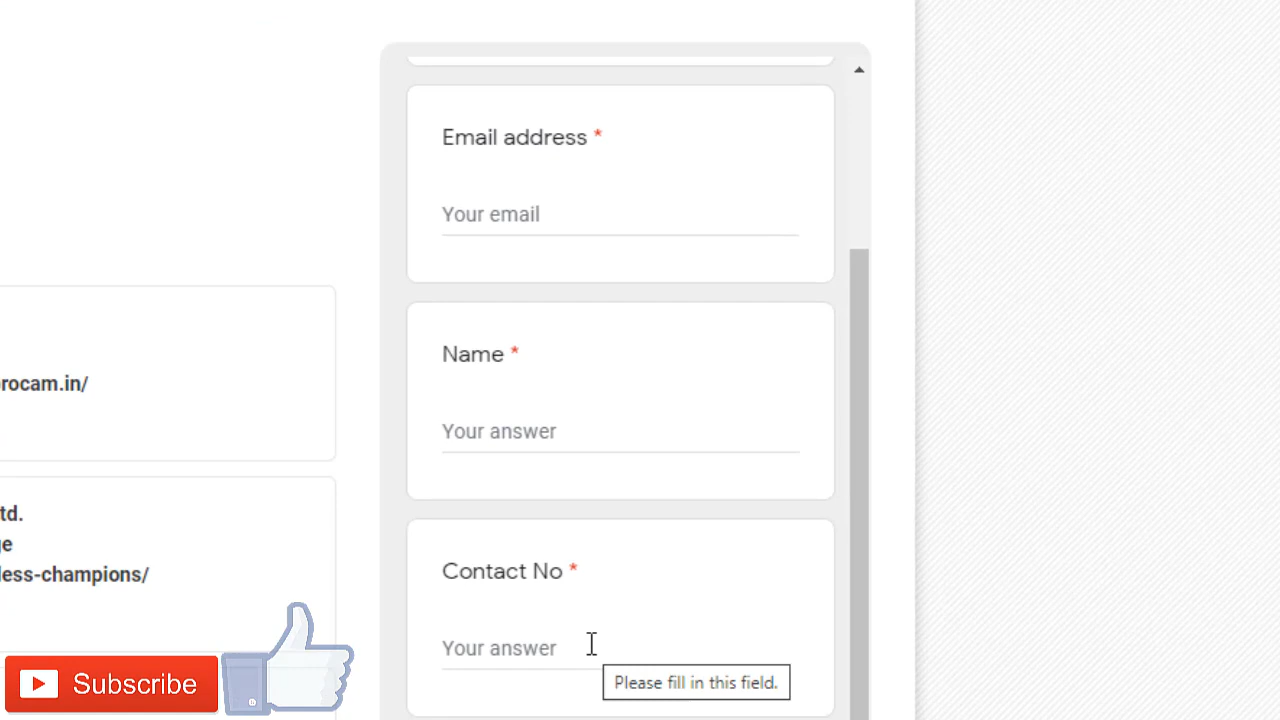 Email address *
Your email
Name *
Your answer
Contact No *
Your answer
Please fill in this field.
rocam.in/
td.
ge
less-champions/
Subscribe